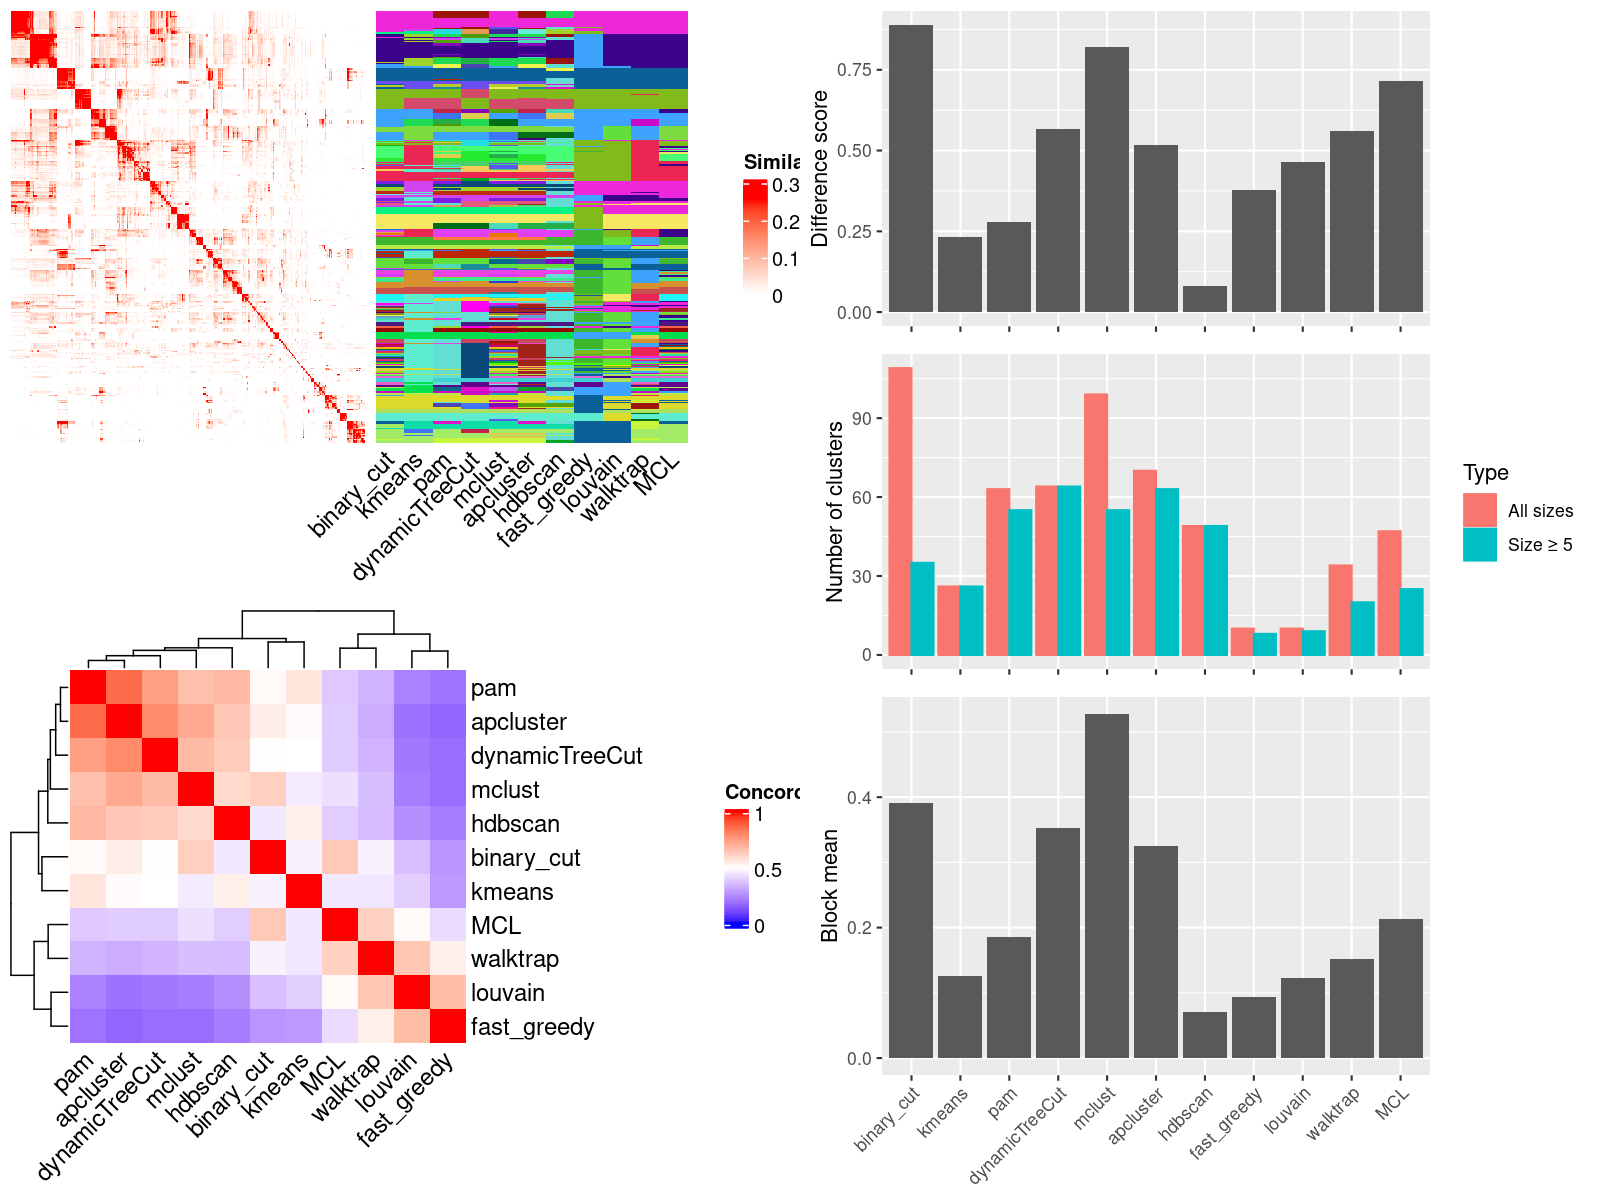 Simila
0.3
0.2
0.1
0
binary_cut
kmeans
pam
dynamicTreeCut
mclust
apcluster
hdbscan
fast_greedy
louvain
walktrap
MCL
pam
apcluster
dynamicTreeCut
mclust
hdbscan
binary_cut
kmeans
MCL
walktrap
louvain
fast_greedy
pam
apcluster
dynamicTreeCut
mclust
hdbscan
binary_cut
kmeans
MCL
walktrap
louvain
fast_greedy
Concord
1
0.5
0
Difference score
0.75
0.50
0.25
0.00
Number of clusters
90
60
30
0
Type
All sizes
Size ≥ 5
Block mean
0.4
0.2
0.0
binary_cut
kmeans
pam
dynamicTreeCut
mclust
apcluster
hdbscan
fast_greedy
louvain
walktrap
MCL